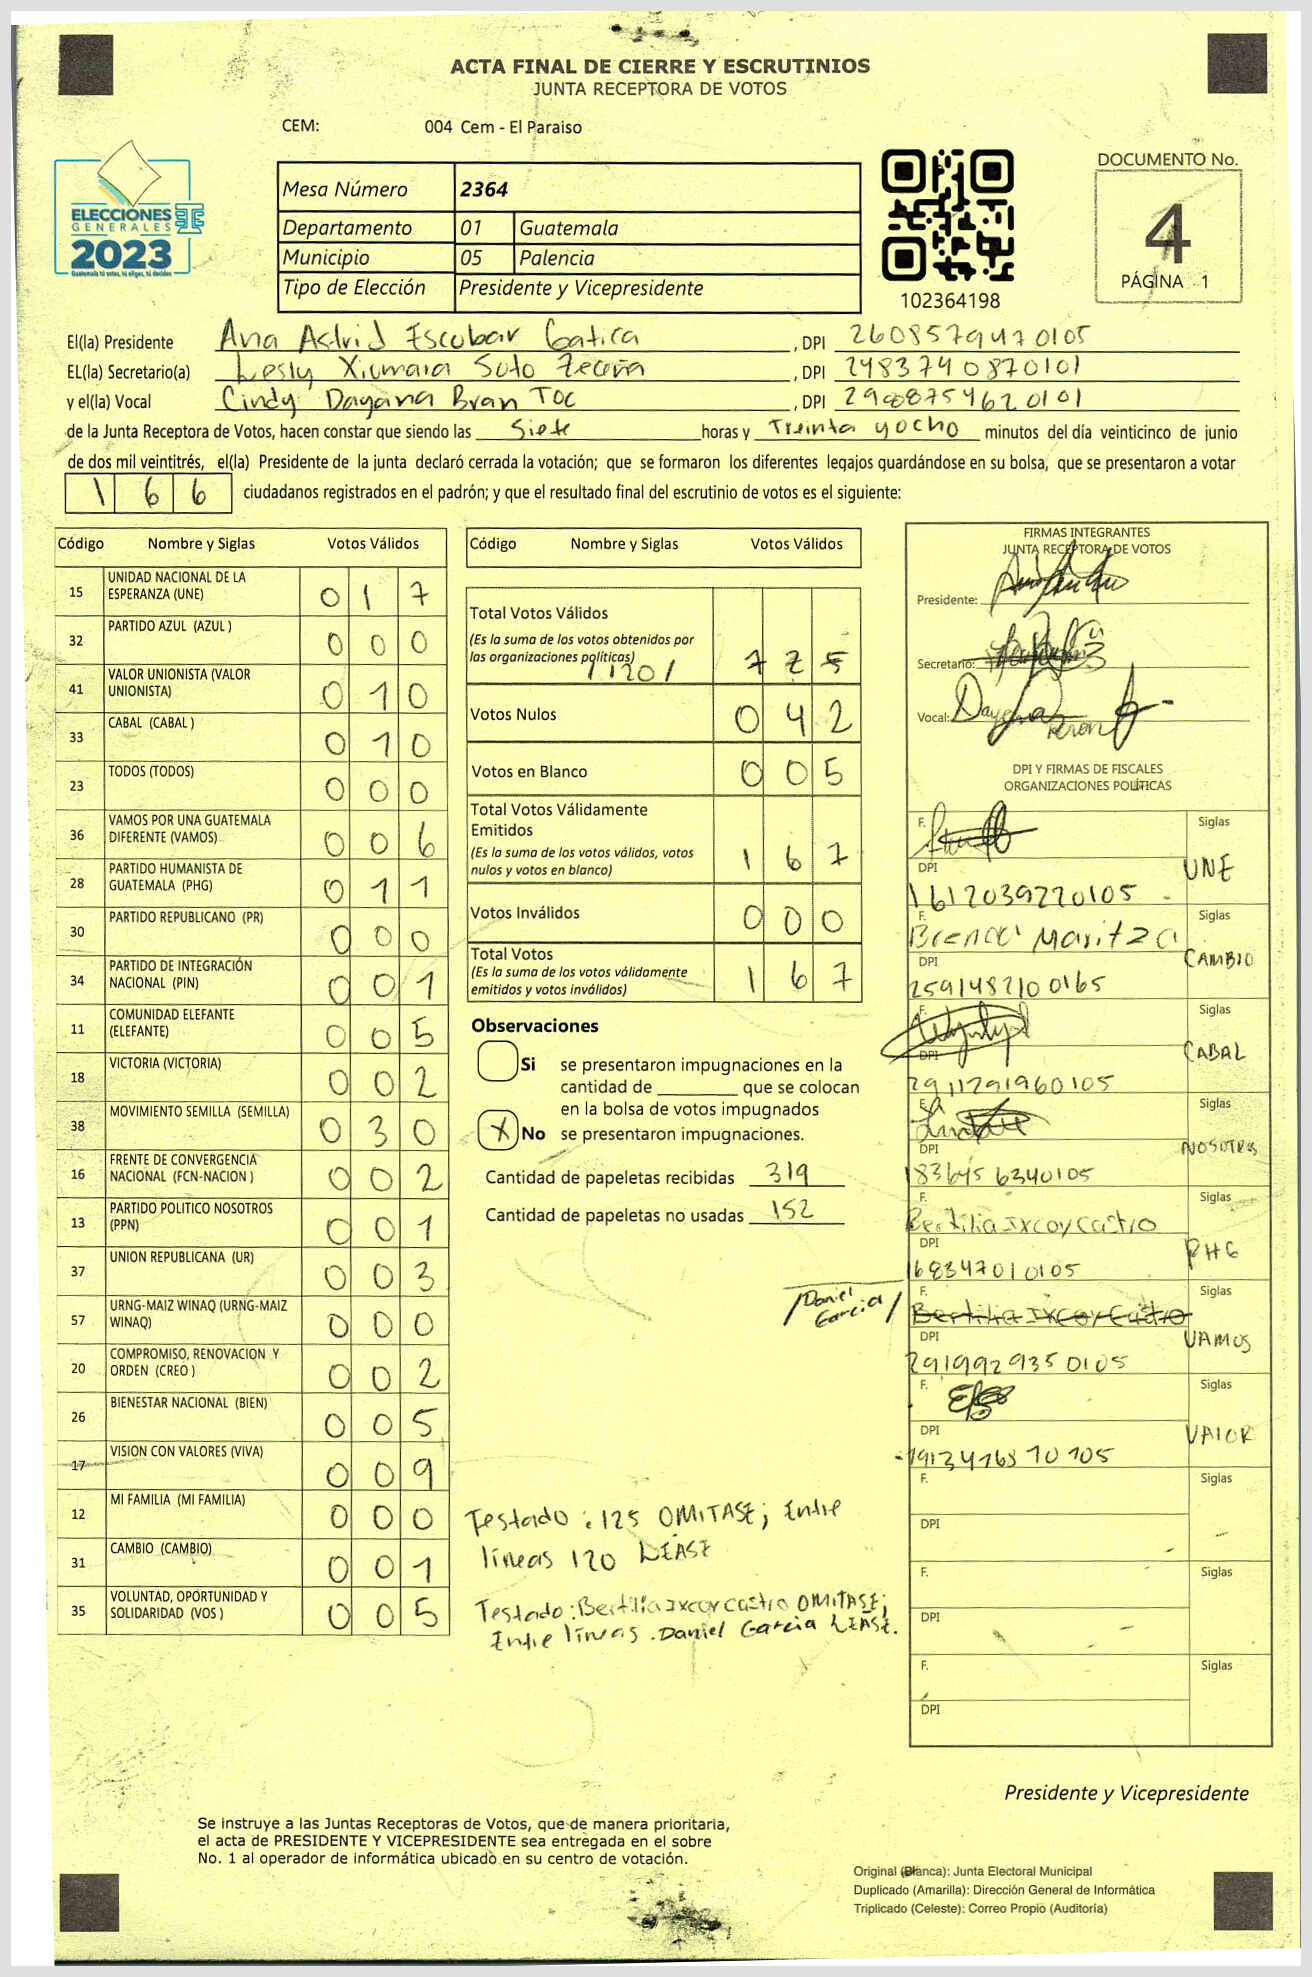 ACTA FINAL DE CIERRE Y ESCRUTINIOS
JUNTA RECEPTORA DE VOTOS
CEM: 004 Cem - El Paraiso
ELECCIONES
GENERALES
2023
Guatemala tú votas, tú eliges, tú decides
Mesa Número 2364
Departamento 01 Guatemala
Municipio 05 Palencia
Tipo de Elección Presidente y Vicepresidente
102364198
DOCUMENTO No.
4
PÁGINA 1
El(la) Presidente Ana Astrid Escobar Gatica, DPI 2608579470105
EL(la) Secretario(a) Lesly Xiomara Soto Zeceña, DPI 2483740870101
y el(la) Vocal Cindy Dayana Bran Toc, DPI 2908754620101
de la Junta Receptora de Votos, hacen constar que siendo las Siete horas y Treinta y ocho minutos del día veinticinco de junio
de dos mil veintitrés, el(la) Presidente de la junta declaró cerrada la votación; que se formaron los diferentes legajos guardándose en su bolsa, que se presentaron a votar
166 ciudadanos registrados en el padrón; y que el resultado final del escrutinio de votos es el siguiente:
Código Nombre y Siglas Votos Válidos
15 UNIDAD NACIONAL DE LA ESPERANZA (UNE) 0 1 7
32 PARTIDO AZUL (AZUL ) 0 0 0
41 VALOR UNIONISTA (VALOR UNIONISTA) 0 1 0
33 CABAL (CABAL ) 0 1 0
23 TODOS (TODOS) 0 0 0
36 VAMOS POR UNA GUATEMALA DIFERENTE (VAMOS) 0 0 6
28 PARTIDO HUMANISTA DE GUATEMALA (PHG) 0 1 1
30 PARTIDO REPUBLICANO (PR) 0 0 0
34 PARTIDO DE INTEGRACIÓN NACIONAL (PIN) 0 0 1
11 COMUNIDAD ELEFANTE (ELEFANTE) 0 0 5
18 VICTORIA (VICTORIA) 0 0 2
38 MOVIMIENTO SEMILLA (SEMILLA) 0 3 0
16 FRENTE DE CONVERGENCIA NACIONAL (FCN-NACION ) 0 0 2
13 PARTIDO POLITICO NOSOTROS (PPN) 0 0 1
37 UNION REPUBLICANA (UR) 0 0 3
57 URNG-MAIZ WINAQ (URNG-MAIZ WINAQ) 0 0 0
20 COMPROMISO, RENOVACION Y ORDEN (CREO ) 0 0 2
26 BIENESTAR NACIONAL (BIEN) 0 0 5
17 VISION CON VALORES (VIVA) 0 0 9
12 MI FAMILIA (MI FAMILIA) 0 0 0
31 CAMBIO (CAMBIO) 0 0 1
35 VOLUNTAD, OPORTUNIDAD Y SOLIDARIDAD (VOS ) 0 0 5
Código Nombre y Siglas Votos Válidos
Total Votos Válidos
(Es la suma de los votos obtenidos por
las organizaciones políticas)
/120/ 1 2 5
Votos Nulos 0 4 2
Votos en Blanco 0 0 5
Total Votos Válidamente
Emitidos
(Es la suma de los votos válidos, votos
nulos y votos en blanco) 1 6 7
Votos Inválidos 0 0 0
Total Votos
(Es la suma de los votos válidamente
emitidos y votos inválidos) 1 6 7
Observaciones
Si se presentaron impugnaciones en la
cantidad de ________ que se colocan
en la bolsa de votos impugnados
X No se presentaron impugnaciones.
Cantidad de papeletas recibidas 319
Cantidad de papeletas no usadas 152
/Daniel
Garcia/
Testado: 125 OMITASE; Entre
líneas 120 LEASE
Testado: Bertilia Ixcoy Castro OMITASE;
Entre líneas. Daniel Garcia LEASE.
FIRMAS INTEGRANTES
JUNTA RECEPTORA DE VOTOS
Presidente:
Secretario:
Vocal:
DPI Y FIRMAS DE FISCALES
ORGANIZACIONES POLÍTICAS
F. Siglas UNE
DPI
1612039220105
F. Brenda Maritza Siglas CAMBIO
DPI
2591482100165
F. Siglas CABAL
DPI
2911291960105
F. Siglas NOSOTROS
DPI
1836456340105
F. Bertilia Ixcoy Castro Siglas PHG
DPI
168347010105
F. Bertilia Ixcoy Castro Siglas VAMOS
DPI
2919929350105
F. Siglas VALOR
DPI
1913416810105
F. Siglas
DPI
F. Siglas
DPI
F. Siglas
DPI
Presidente y Vicepresidente
Se instruye a las Juntas Receptoras de Votos, que de manera prioritaria,
el acta de PRESIDENTE Y VICEPRESIDENTE sea entregada en el sobre
No. 1 al operador de informática ubicado en su centro de votación.
Original (Blanca): Junta Electoral Municipal
Duplicado (Amarilla): Dirección General de Informática
Triplicado (Celeste): Correo Propio (Auditoría)